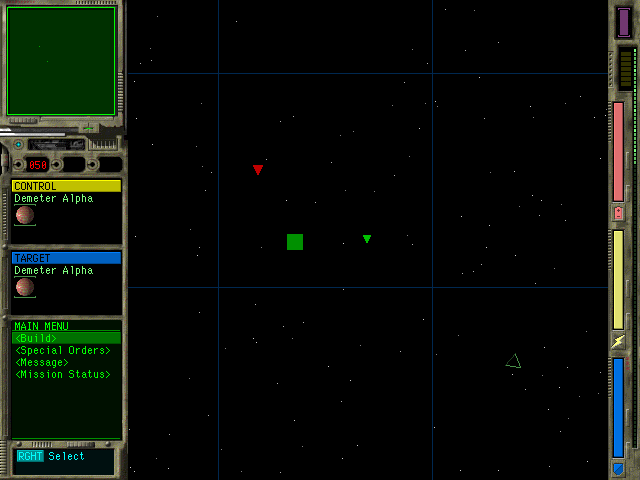 050
CONTROL
Demeter Alpha
TARGET
Demeter Alpha
MAIN MENU
<Build>
<Special Orders>
<Message>
<Mission Status>
RGHT Select